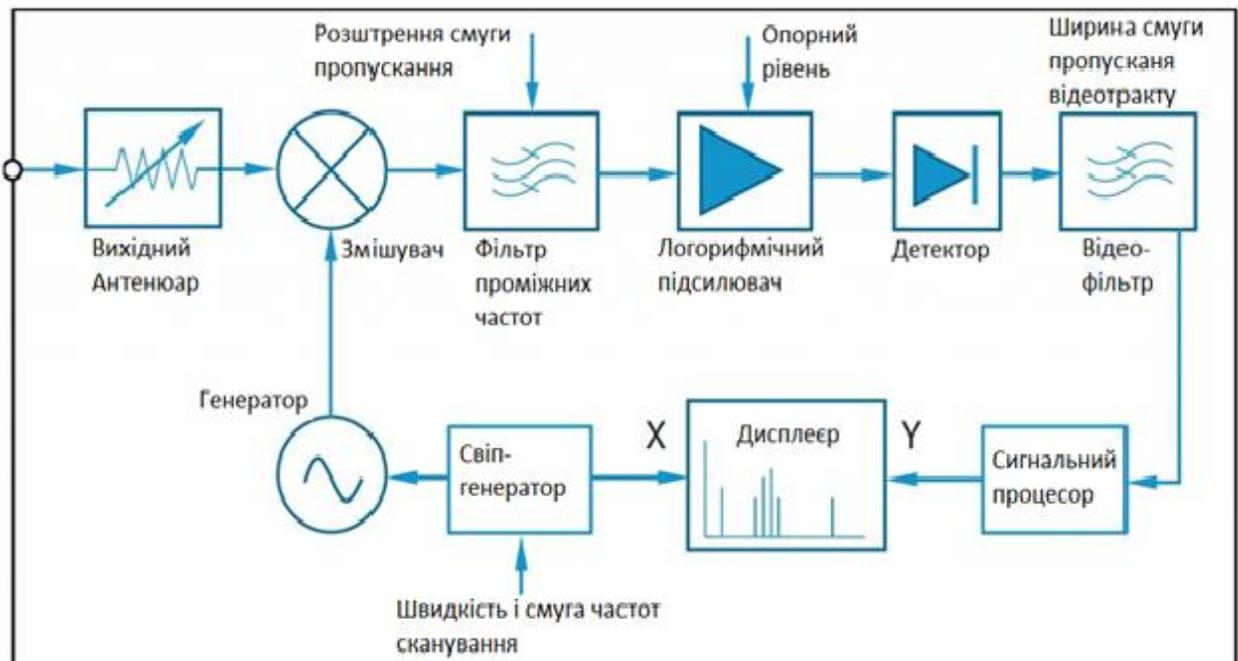 Розштрення смуги
пропускання
Опорний
рівень
Ширина смуги
пропусканя
відеотракту
Вихідний
Антенюар
Змішувач
Фільтр
проміжних
частот
Логорифмічний
підсилювач
Детектор
Відео-
фільтр
Генератор
Свіп-
генератор
X
Дисплеєр
Y
Сигнальний
процесор
Швидкість і смуга частот
сканування